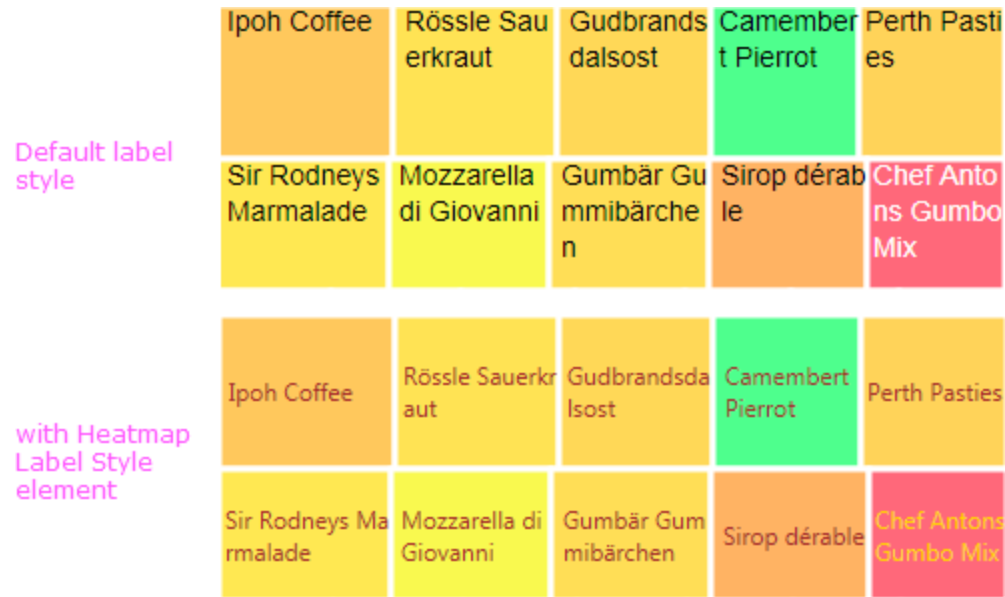 Default label
style
Ipoh Coffee
Rössle Sau
erkraut
Gudbrands
dalsost
Camember
t Pierrot
Perth Pasti
es
Sir Rodneys
Marmalade
Mozzarella
di Giovanni
Gumbär Gu
mmibärche
n
Sirop dérab
le
Chef Anto
ns Gumbo
Mix
with Heatmap
Label Style
element
Ipoh Coffee
Rössle Sauerkr
aut
Gudbrandsda
lsost
Camembert
Pierrot
Perth Pasties
Sir Rodneys Ma
rmalade
Mozzarella di
Giovanni
Gumbär Gum
mibärchen
Sirop dérable
Chef Antons
Gumbo Mix